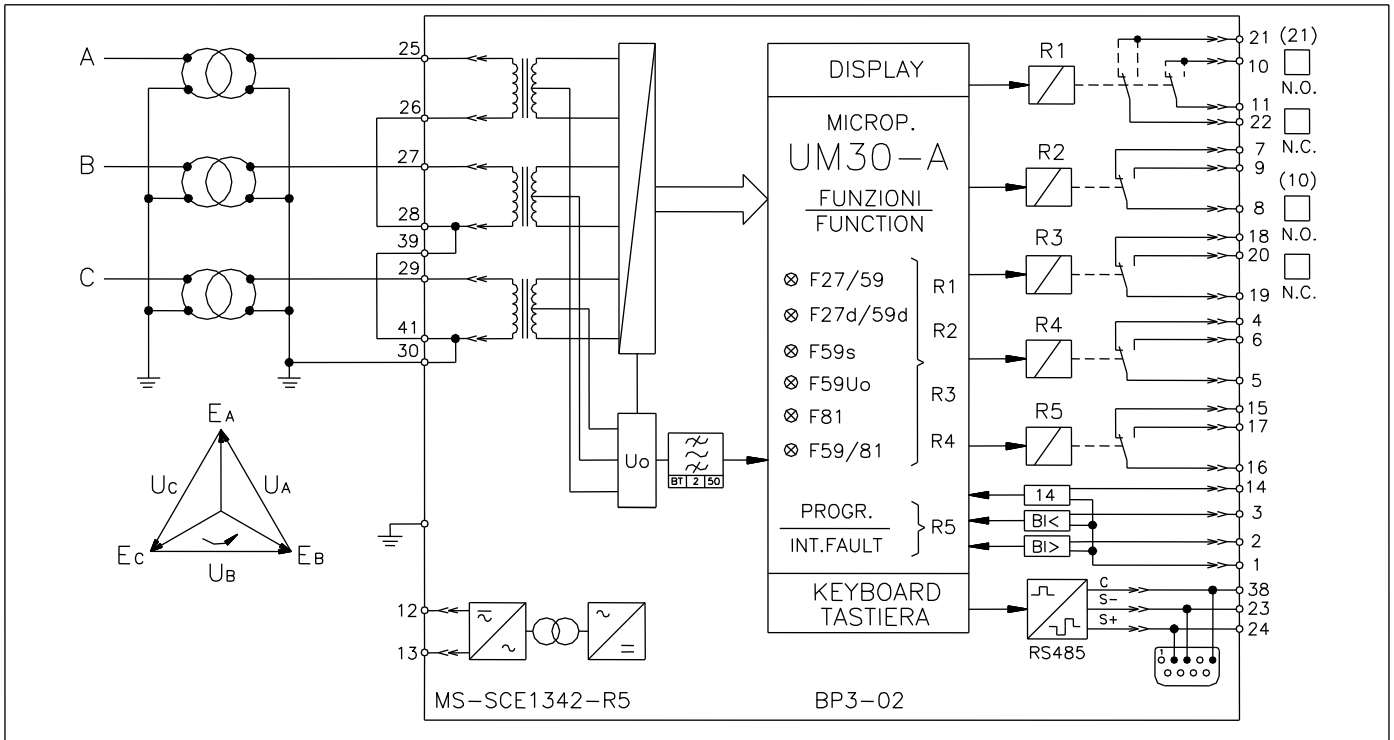 A
B
C
25
26
27
28
39
29
41
30
EA
UC
UA
EC
EB
UB
12
13
MS-SCE1342-R5
BP3-02
Uo
BT 2 50
DISPLAY
MICROP.
UM30-A
FUNZIONI
FUNCTION
F27/59
F27d/59d
F59s
F59Uo
F81
F59/81
R1
R2
R3
R4
PROGR.
INT.FAULT
R5
KEYBOARD
TASTIERA
R1
R2
R3
R4
R5
14
BI<
BI>
C
S-
S+
RS485
1
21 (21)
10
N.O.
11
22
N.C.
7
9
(10)
8
N.O.
18
20
N.C.
19
4
6
5
15
17
16
14
3
2
1
38
23
24